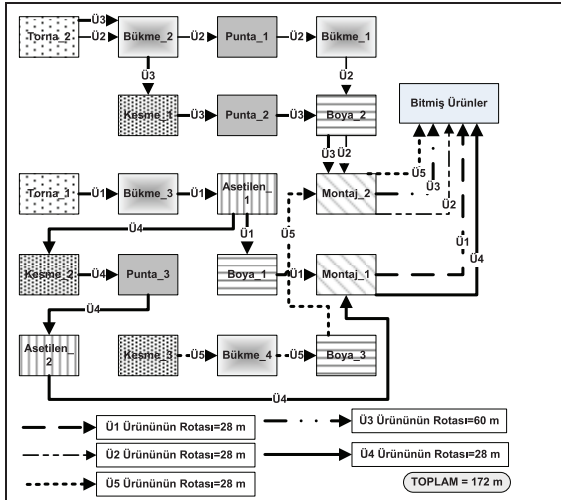 Ü3
Torna_2 Ü2 Bükme_2 Ü2 Punta_1 Ü2 Bükme_1
Ü3 Ü2
Bitmiş Ürünler
Kesme_1 Ü3 Punta_2 Ü3 Boya_2
Ü3 Ü2
Ü5
Ü3
Ü2
Torna_1 Ü1 Bükme_3 Ü1 Asetilen_1 Montaj_2
Ü4 Ü1 Ü5
Ü1
Ü4
Kesme_2 Ü4 Punta_3 Boya_1 Ü1 Montaj_1
Ü4
Asetilen_2 Kesme_3 Ü5 Bükme_4 Ü5 Boya_3
Ü4
Ü1 Ürününün Rotası=28 m
Ü3 Ürününün Rotası=60 m
Ü2 Ürününün Rotası=28 m
Ü4 Ürününün Rotası=28 m
Ü5 Ürününün Rotası=28 m
TOPLAM = 172 m